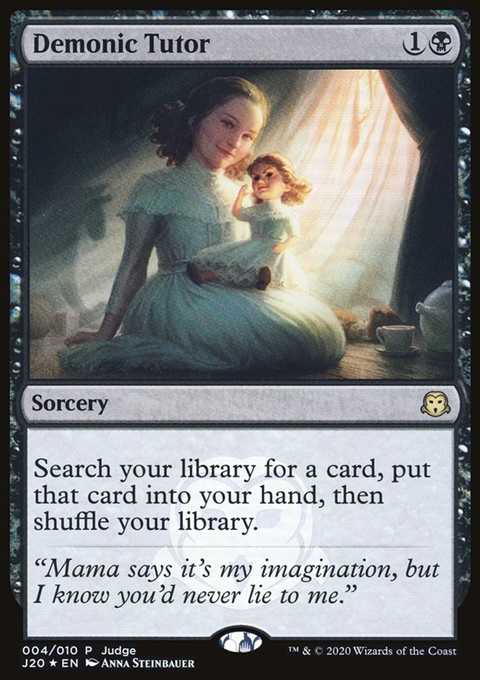 Demonic Tutor 1
Sorcery
Search your library for a card, put
that card into your hand, then
shuffle your library.
“Mama says it’s my imagination, but
I know you’d never lie to me.”
004/010 P Judge
J20 ★ EN Anna Steinbauer
™ & © 2020 Wizards of the Coast